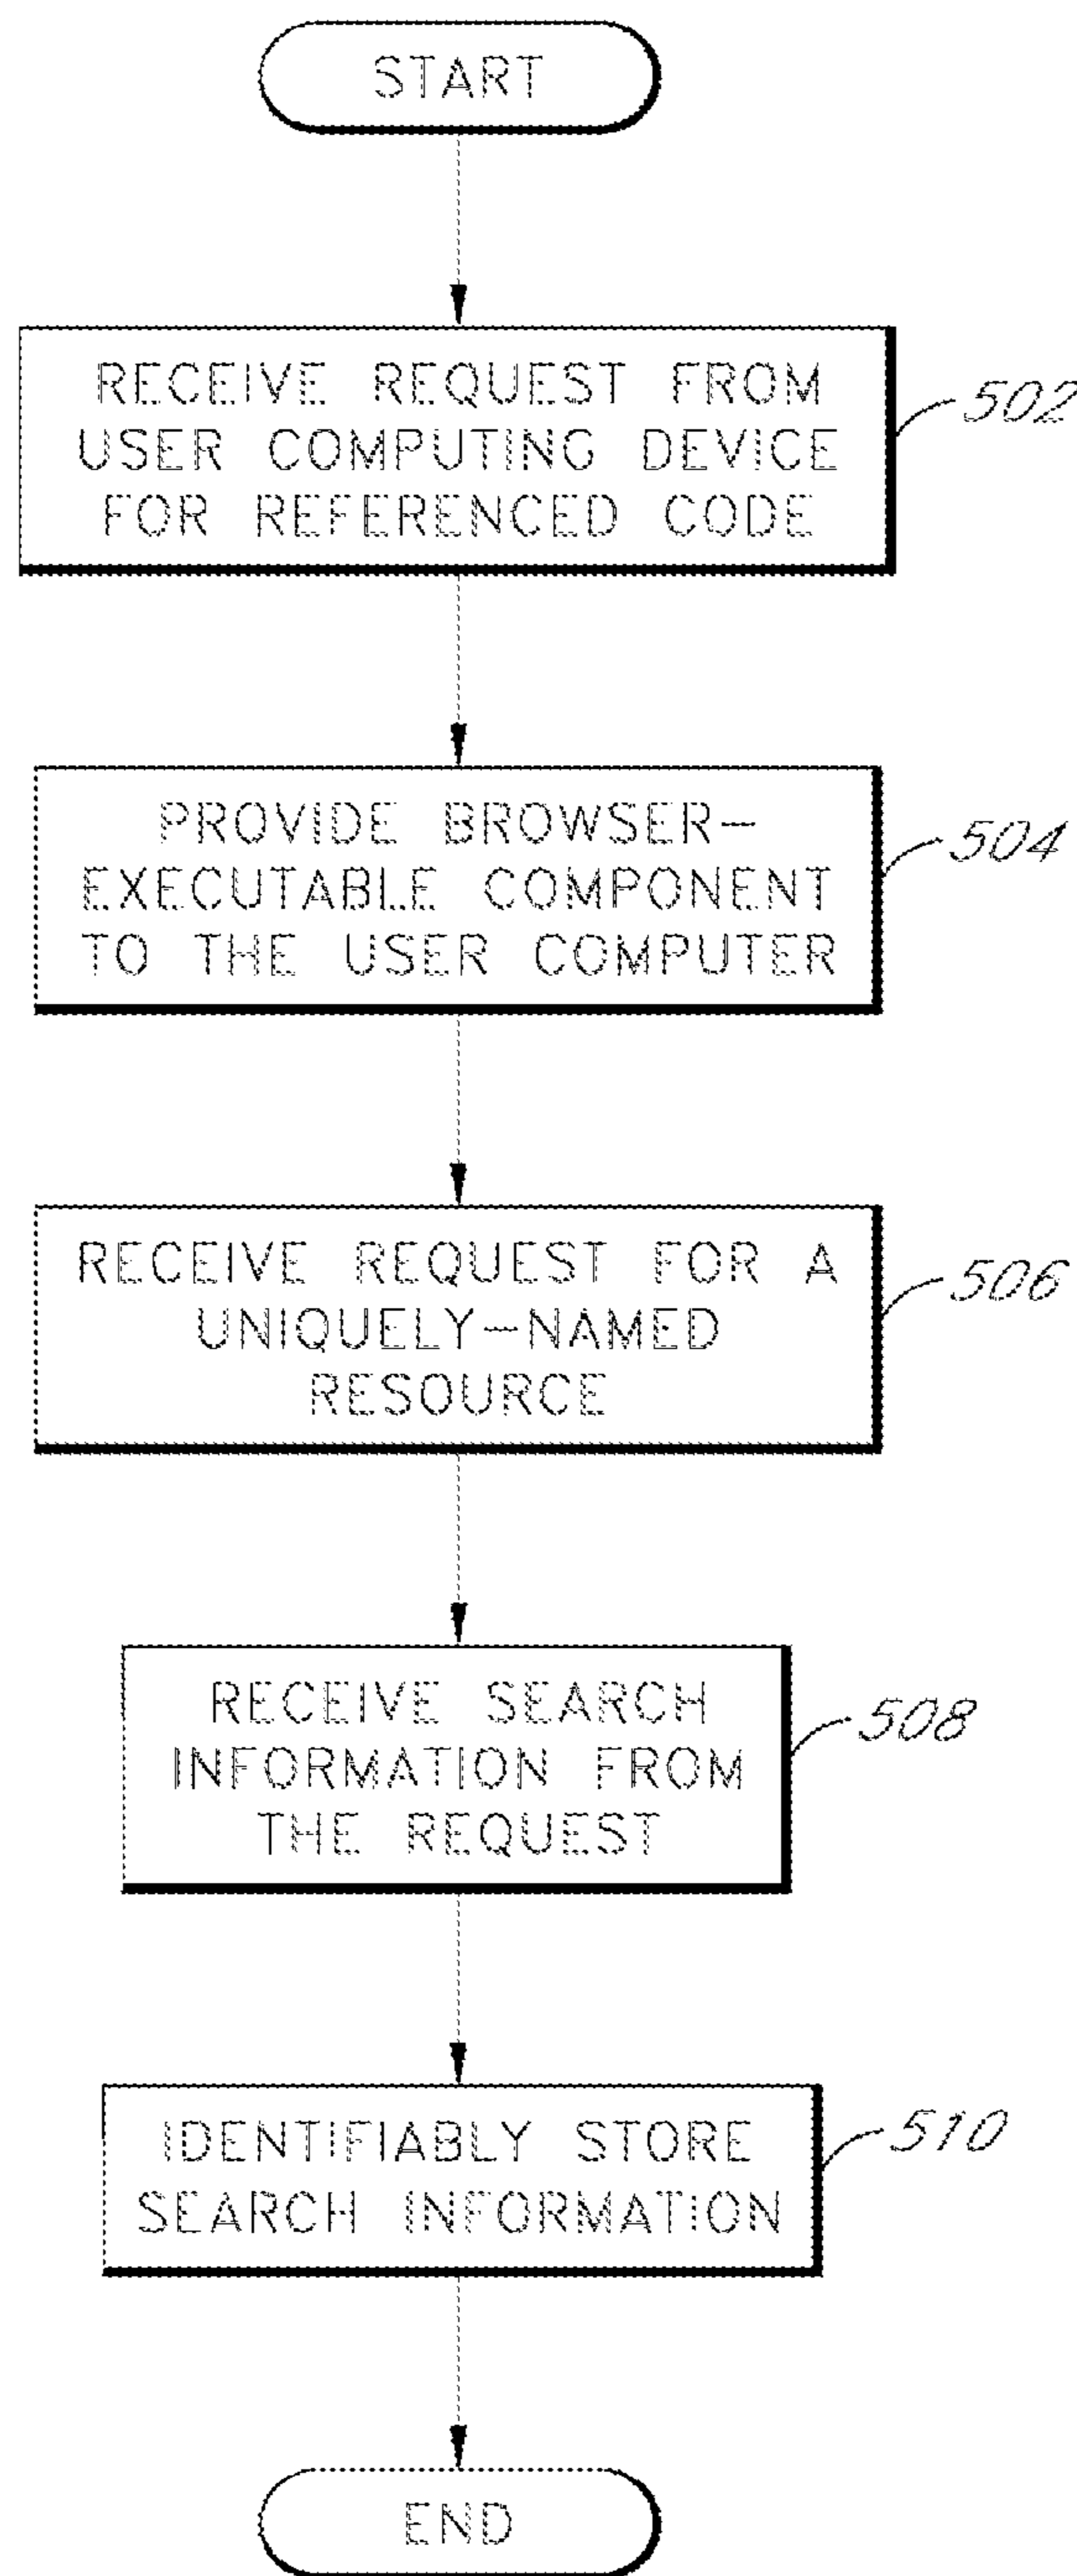 START
RECEIVE REQUEST FROM
USER COMPUTING DEVICE
FOR REFERENCED CODE
502
PROVIDE BROWSER-
EXECUTABLE COMPONENT
TO THE USER COMPUTER
504
RECEIVE REQUEST FOR A
UNIQUELY-NAMED
RESOURCE
506
RECEIVE SEARCH
INFORMATION FROM
THE REQUEST
508
IDENTIFIABLY STORE
SEARCH INFORMATION
510
END